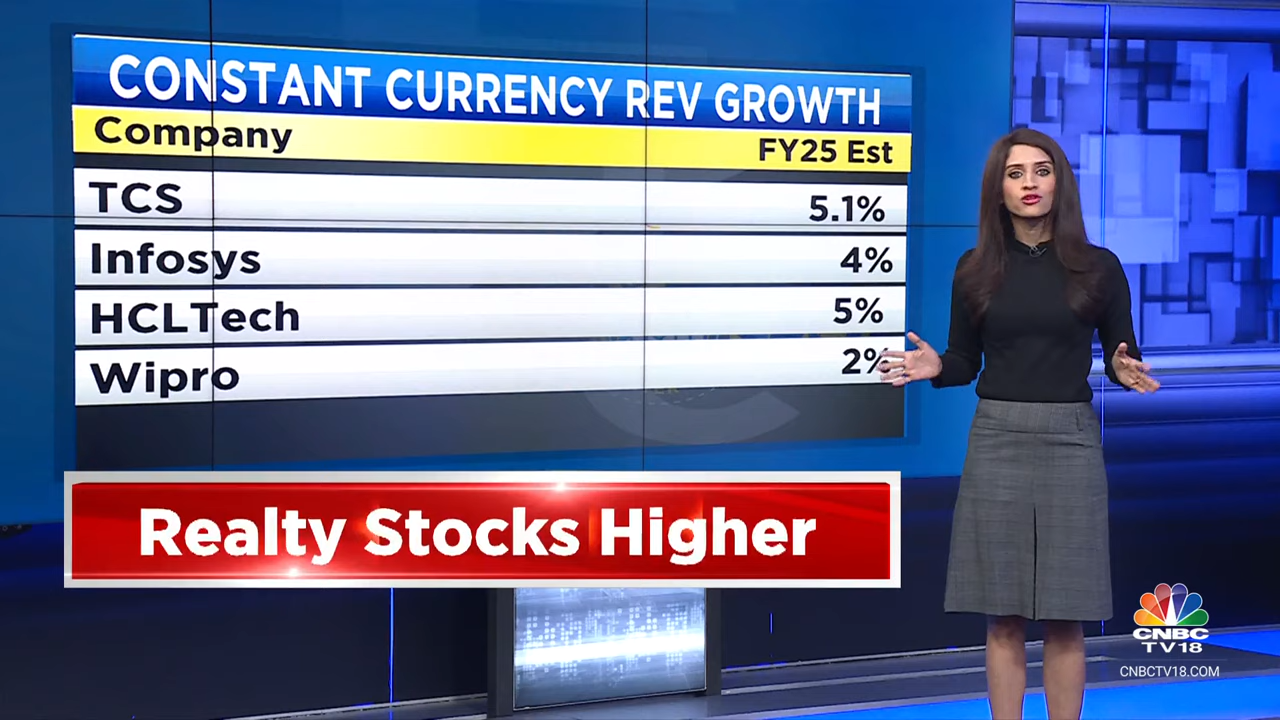 CONSTANT CURRENCY REV GROWTH
Company FY25 Est
TCS 5.1%
Infosys 4%
HCLTech 5%
Wipro 2%
Realty Stocks Higher
CNBC
TV18
CNBCTV18.COM